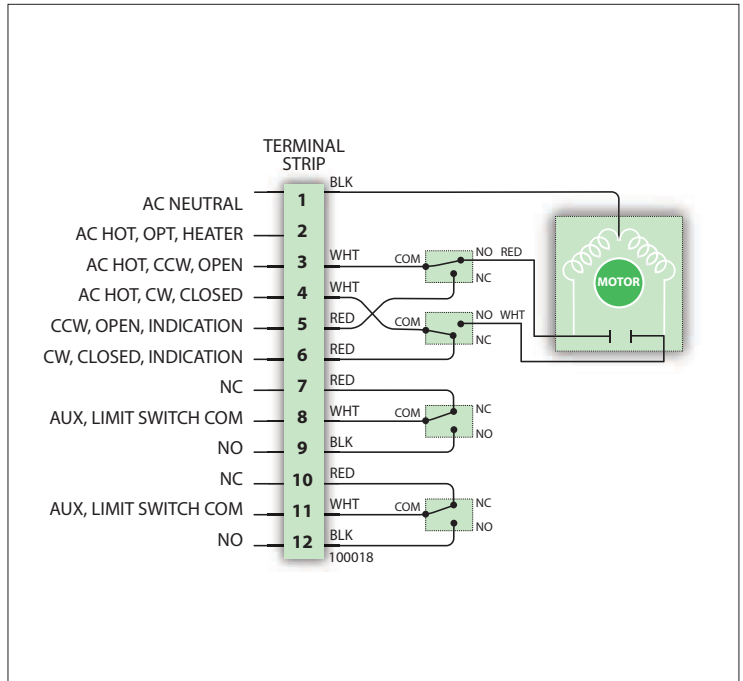 TERMINAL
STRIP
AC NEUTRAL 1 BLK
AC HOT, OPT, HEATER 2
AC HOT, CCW, OPEN 3 WHT COM NO RED
NC
AC HOT, CW, CLOSED 4 WHT
CCW, OPEN, INDICATION 5 RED COM NO WHT
NC
CW, CLOSED, INDICATION 6 RED
MOTOR
NC 7 RED
AUX, LIMIT SWITCH COM 8 WHT COM NC
NO
NO 9 BLK
NC 10 RED
AUX, LIMIT SWITCH COM 11 WHT COM NC
NO
NO 12 BLK
100018